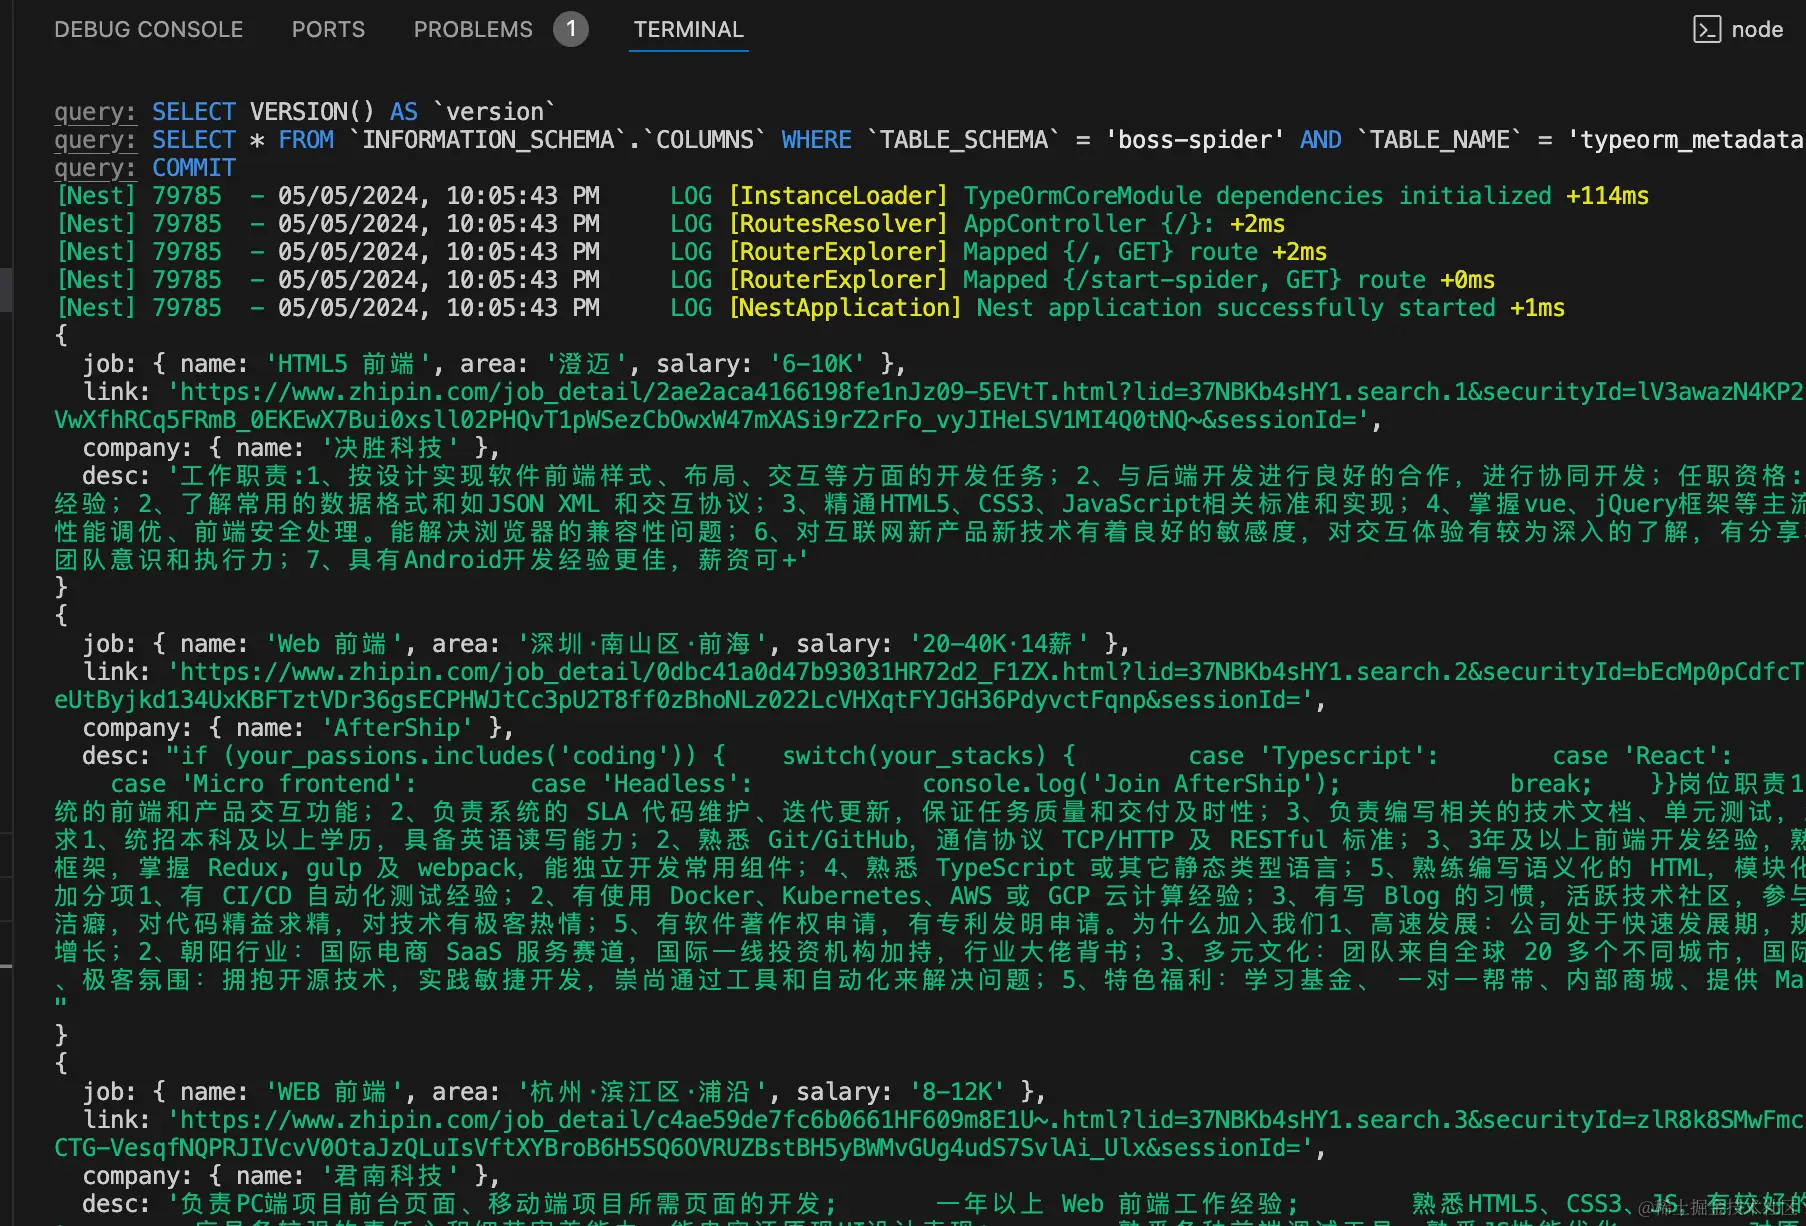 DEBUG CONSOLE PORTS PROBLEMS 1 TERMINAL node
query: SELECT VERSION() AS `version`
query: SELECT * FROM `INFORMATION_SCHEMA`.`COLUMNS` WHERE `TABLE_SCHEMA` = 'boss-spider' AND `TABLE_NAME` = 'typeorm_metadata
query: COMMIT
[Nest] 79785  - 05/05/2024, 10:05:43 PM     LOG [InstanceLoader] TypeOrmCoreModule dependencies initialized +114ms
[Nest] 79785  - 05/05/2024, 10:05:43 PM     LOG [RoutesResolver] AppController {/}: +2ms
[Nest] 79785  - 05/05/2024, 10:05:43 PM     LOG [RouterExplorer] Mapped {/, GET} route +2ms
[Nest] 79785  - 05/05/2024, 10:05:43 PM     LOG [RouterExplorer] Mapped {/start-spider, GET} route +0ms
[Nest] 79785  - 05/05/2024, 10:05:43 PM     LOG [NestApplication] Nest application successfully started +1ms
{
  job: { name: 'HTML5 前端', area: '澄迈', salary: '6-10K' },
  link: 'https://www.zhipin.com/job_detail/2ae2aca4166198fe1nJz09-5EVtT.html?lid=37NBKb4sHY1.search.1&securityId=lV3awazN4KP2
VwXfhRCq5FRmB_0EKEwX7Bui0xsll02PHQvT1pWSezCbOwxW47mXASi9rZ2rFo_vyJIHeLSV1MI4Q0tNQ~&sessionId=',
  company: { name: '决胜科技' },
  desc: '工作职责:1、按设计实现软件前端样式、布局、交互等方面的开发任务；2、与后端开发进行良好的合作，进行协同开发；任职资格:
经验；2、了解常用的数据格式和如JSON XML 和交互协议；3、精通HTML5、CSS3、JavaScript相关标准和实现；4、掌握vue、jQuery框架等主流
性能调优、前端安全处理。能解决浏览器的兼容性问题；6、对互联网新产品新技术有着良好的敏感度，对交互体验有较为深入的了解，有分享
团队意识和执行力；7、具有Android开发经验更佳，薪资可+'
}
{
  job: { name: 'Web 前端', area: '深圳·南山区·前海', salary: '20-40K·14薪' },
  link: 'https://www.zhipin.com/job_detail/0dbc41a0d47b93031HR72d2_F1ZX.html?lid=37NBKb4sHY1.search.2&securityId=bEcMp0pCdfcT
eUtByjkd134UxKBFTztVDr36gsECPHWJtCc3pU2T8ff0zBhoNLz022LcVHXqtFYJGH36PdyvctFqnp&sessionId=',
  company: { name: 'AfterShip' },
  desc: "if (your_passions.includes('coding')) {    switch(your_stacks) {        case 'Typescript':        case 'React':
    case 'Micro frontend':        case 'Headless':            console.log('Join AfterShip');            break;    }}岗位职责1
统的前端和产品交互功能；2、负责系统的 SLA 代码维护、迭代更新，保证任务质量和交付及时性；3、负责编写相关的技术文档、单元测试，
求1、统招本科及以上学历，具备英语读写能力；2、熟悉 Git/GitHub，通信协议 TCP/HTTP 及 RESTful 标准；3、3年及以上前端开发经验，熟
框架，掌握 Redux, gulp 及 webpack，能独立开发常用组件；4、熟悉 TypeScript 或其它静态类型语言；5、熟练编写语义化的 HTML，模块化
加分项1、有 CI/CD 自动化测试经验；2、有使用 Docker、Kubernetes、AWS 或 GCP 云计算经验；3、有写 Blog 的习惯，活跃技术社区，参与
洁癖，对代码精益求精，对技术有极客热情；5、有软件著作权申请，有专利发明申请。为什么加入我们1、高速发展：公司处于快速发展期，规
增长；2、朝阳行业：国际电商 SaaS 服务赛道，国际一线投资机构加持，行业大佬背书；3、多元文化：团队来自全球 20 多个不同城市，国际
、极客氛围：拥抱开源技术，实践敏捷开发，崇尚通过工具和自动化来解决问题；5、特色福利：学习基金、 一对一帮带、内部商城、提供 Ma
"
}
{
  job: { name: 'WEB 前端', area: '杭州·滨江区·浦沿', salary: '8-12K' },
  link: 'https://www.zhipin.com/job_detail/c4ae59de7fc6b0661HF609m8E1U~.html?lid=37NBKb4sHY1.search.3&securityId=zlR8k8SMwFmc
CTG-VesqfNQPRJIVcvV0OtaJzQLuIsVftXYBroB6H5SQ6OVRUZBstBH5yBWMvGUg4udS7SvlAi_Ulx&sessionId=',
  company: { name: '君南科技' },
  desc: '负责PC端项目前台页面、移动端项目所需页面的开发；       一年以上 Web 前端工作经验；        熟悉HTML5、CSS3、JS，有较好的
@稀土掘金技术社区